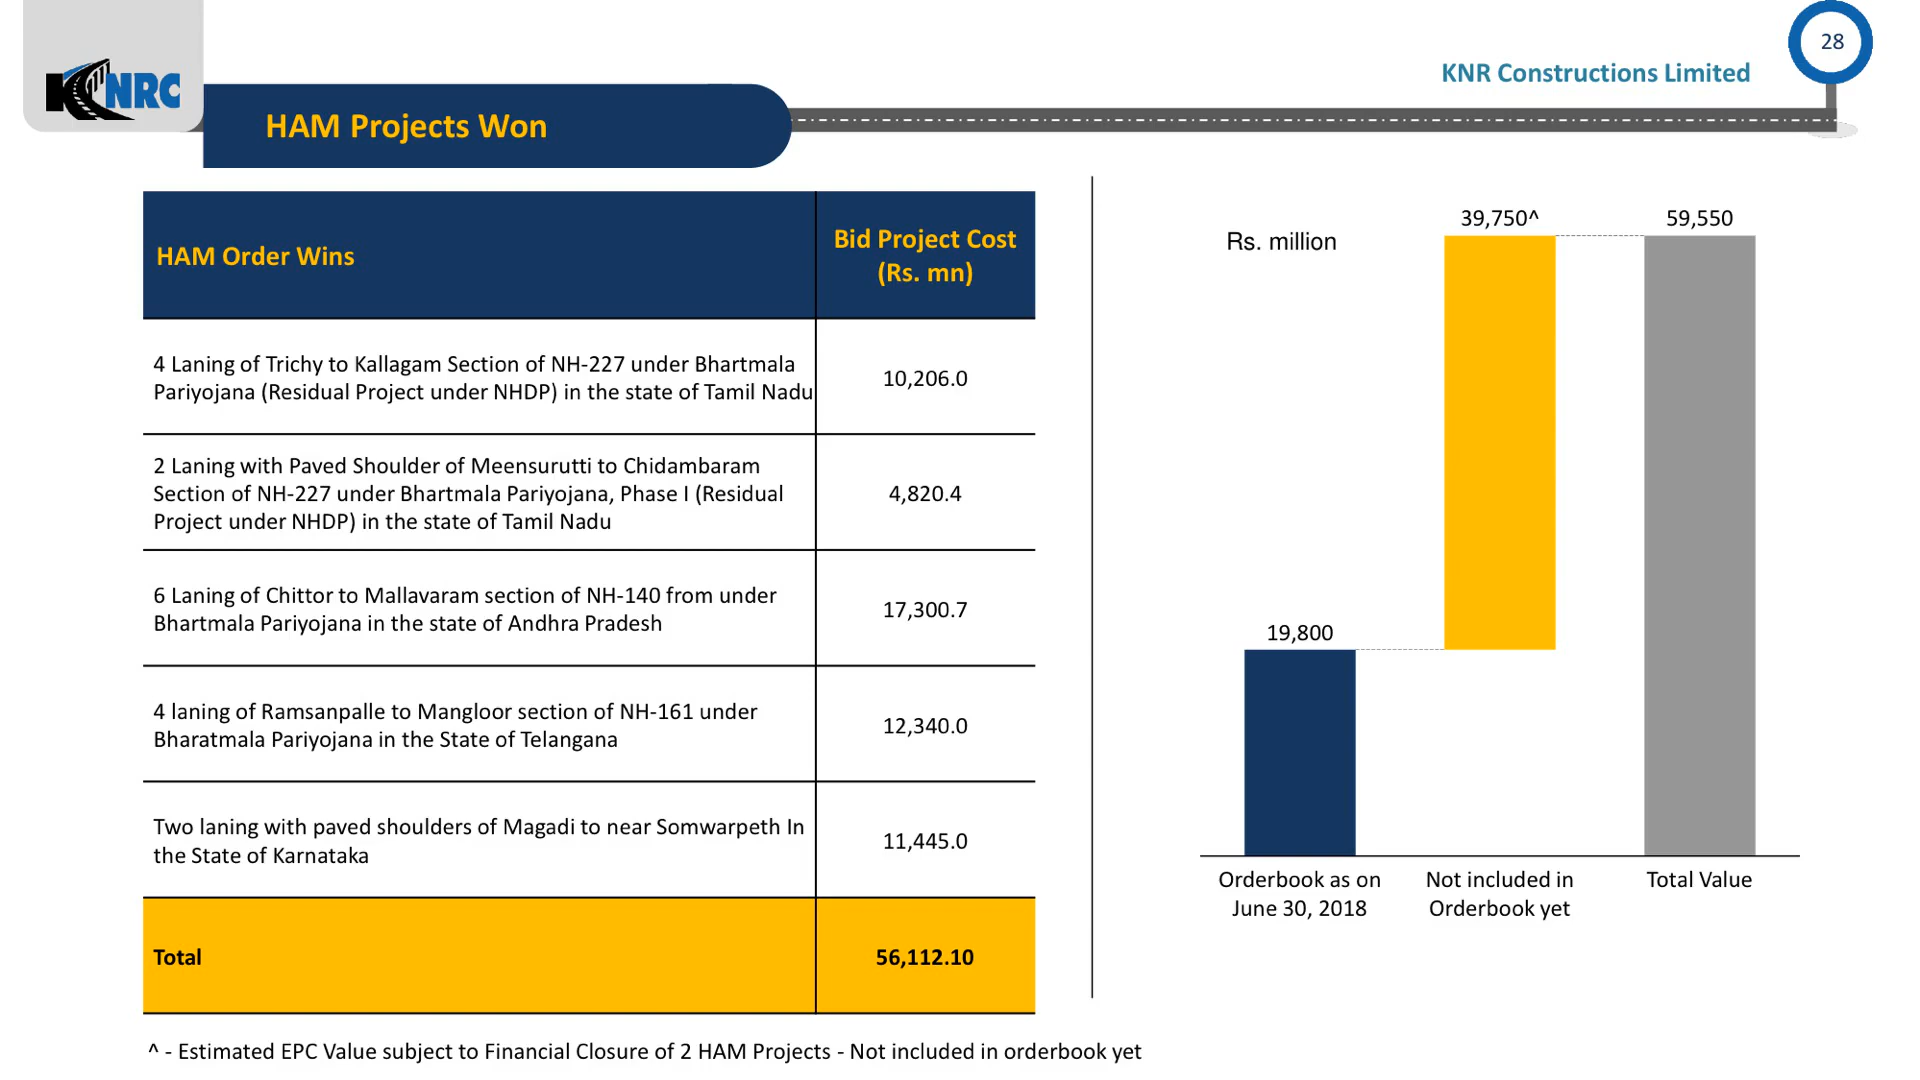 28
KNR Constructions Limited
KNRC
HAM Projects Won
HAM Order Wins
Bid Project Cost
(Rs. mn)
4 Laning of Trichy to Kallagam Section of NH-227 under Bhartmala
Pariyojana (Residual Project under NHDP) in the state of Tamil Nadu
10,206.0
2 Laning with Paved Shoulder of Meensurutti to Chidambaram
Section of NH-227 under Bhartmala Pariyojana, Phase I (Residual
Project under NHDP) in the state of Tamil Nadu
4,820.4
6 Laning of Chittor to Mallavaram section of NH-140 from under
Bhartmala Pariyojana in the state of Andhra Pradesh
17,300.7
4 laning of Ramsanpalle to Mangloor section of NH-161 under
Bharatmala Pariyojana in the State of Telangana
12,340.0
Two laning with paved shoulders of Magadi to near Somwarpeth In
the State of Karnataka
11,445.0
Total
56,112.10
Rs. million
39,750^
59,550
19,800
Orderbook as on
June 30, 2018
Not included in
Orderbook yet
Total Value
^ - Estimated EPC Value subject to Financial Closure of 2 HAM Projects - Not included in orderbook yet